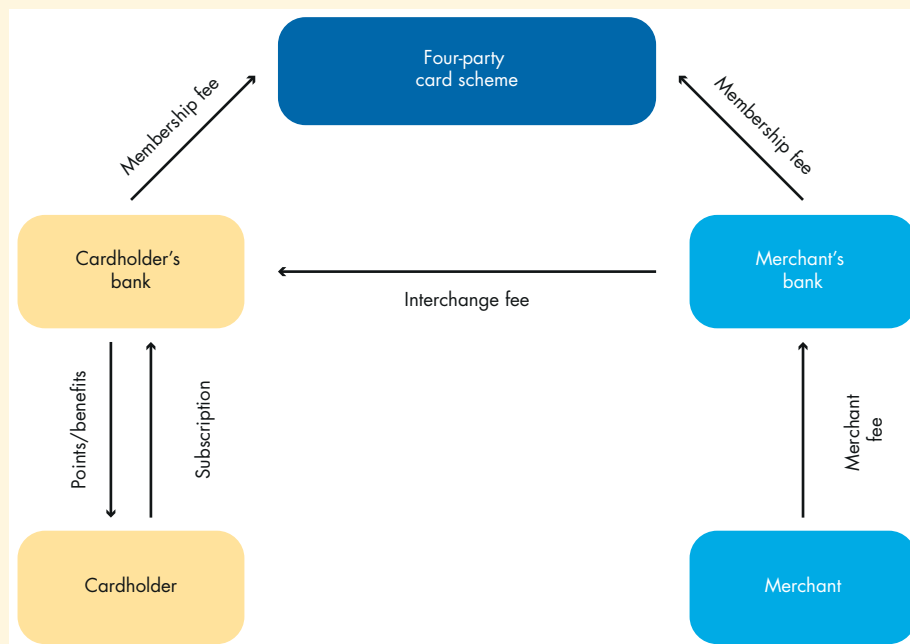 Four-party
card scheme
Membership fee
Membership fee
Cardholder's
bank
Merchant's
bank
Interchange fee
Points/benefits
Subscription
Merchant
fee
Cardholder
Merchant